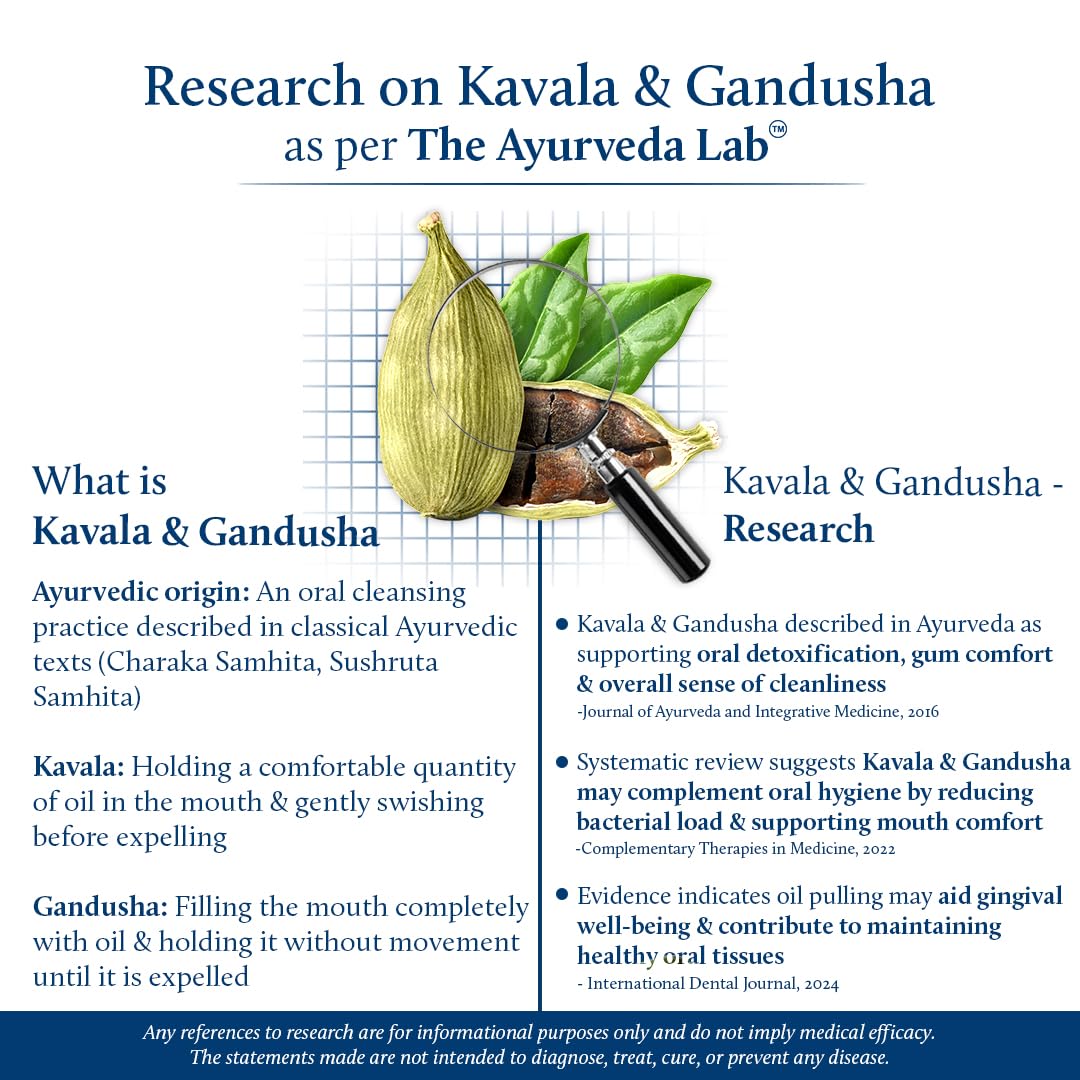 Research on Kavala & Gandusha
as per The Ayurveda Lab™
What is
Kavala & Gandusha
Ayurvedic origin: An oral cleansing
practice described in classical Ayurvedic
texts (Charaka Samhita, Sushruta
Samhita)
Kavala: Holding a comfortable quantity
of oil in the mouth & gently swishing
before expelling
Gandusha: Filling the mouth completely
with oil & holding it without movement
until it is expelled
Kavala & Gandusha -
Research
• Kavala & Gandusha described in Ayurveda as
supporting oral detoxification, gum comfort
& overall sense of cleanliness
-Journal of Ayurveda and Integrative Medicine, 2016
• Systematic review suggests Kavala & Gandusha
may complement oral hygiene by reducing
bacterial load & supporting mouth comfort
-Complementary Therapies in Medicine, 2022
• Evidence indicates oil pulling may aid gingival
well-being & contribute to maintaining
healthy oral tissues
- International Dental Journal, 2024
Any references to research are for informational purposes only and do not imply medical efficacy.
The statements made are not intended to diagnose, treat, cure, or prevent any disease.